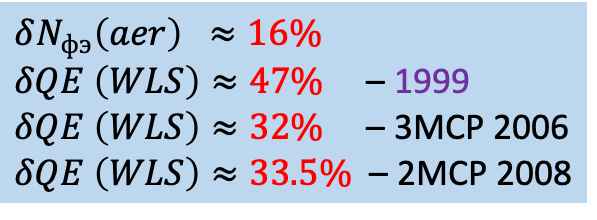 δN_фэ(aer) ≈ 16%
δQE (WLS) ≈ 47% – 1999
δQE (WLS) ≈ 32% – 3MCP 2006
δQE (WLS) ≈ 33.5% – 2MCP 2008